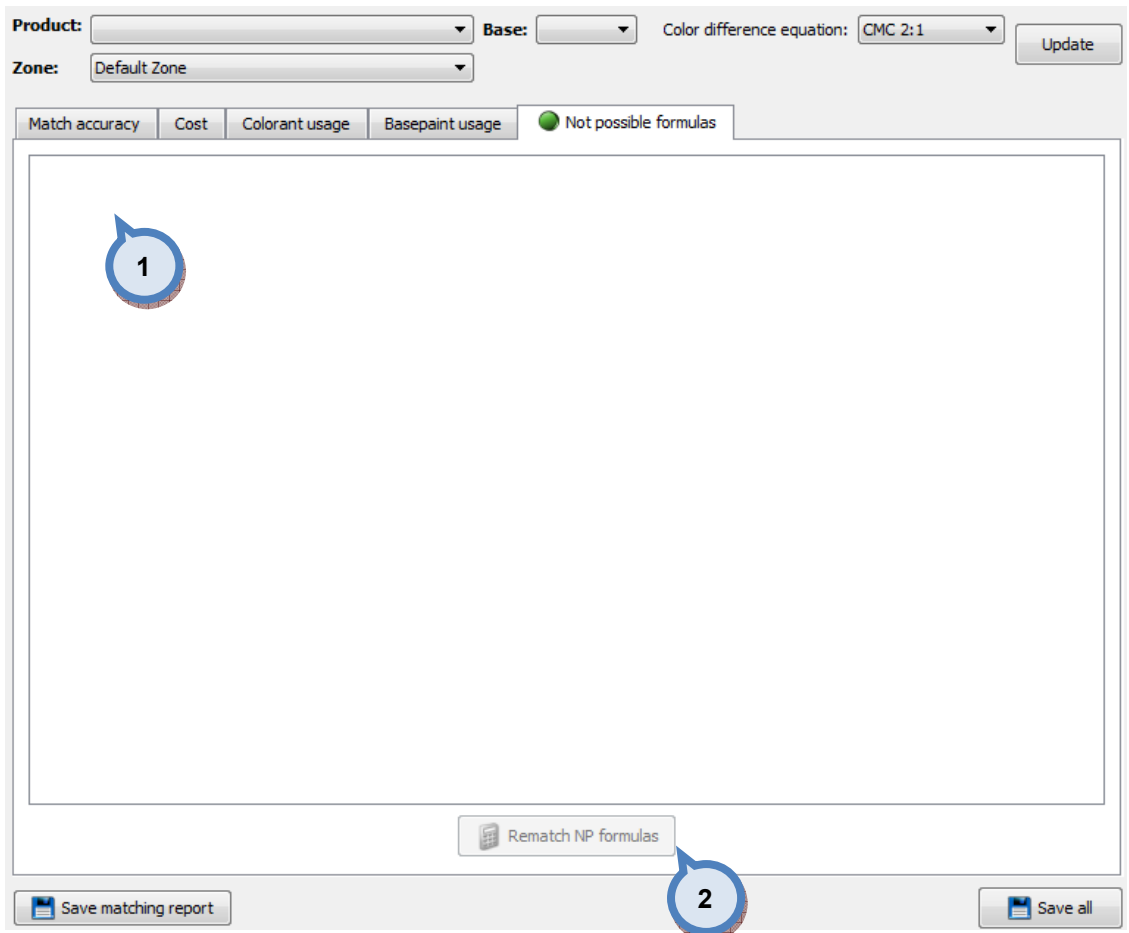 Product: Base: Color difference equation: CMC 2:1 Update
Zone: Default Zone
Match accuracy Cost Colorant usage Basepaint usage Not possible formulas
1
Rematch NP formulas
2
Save matching report Save all